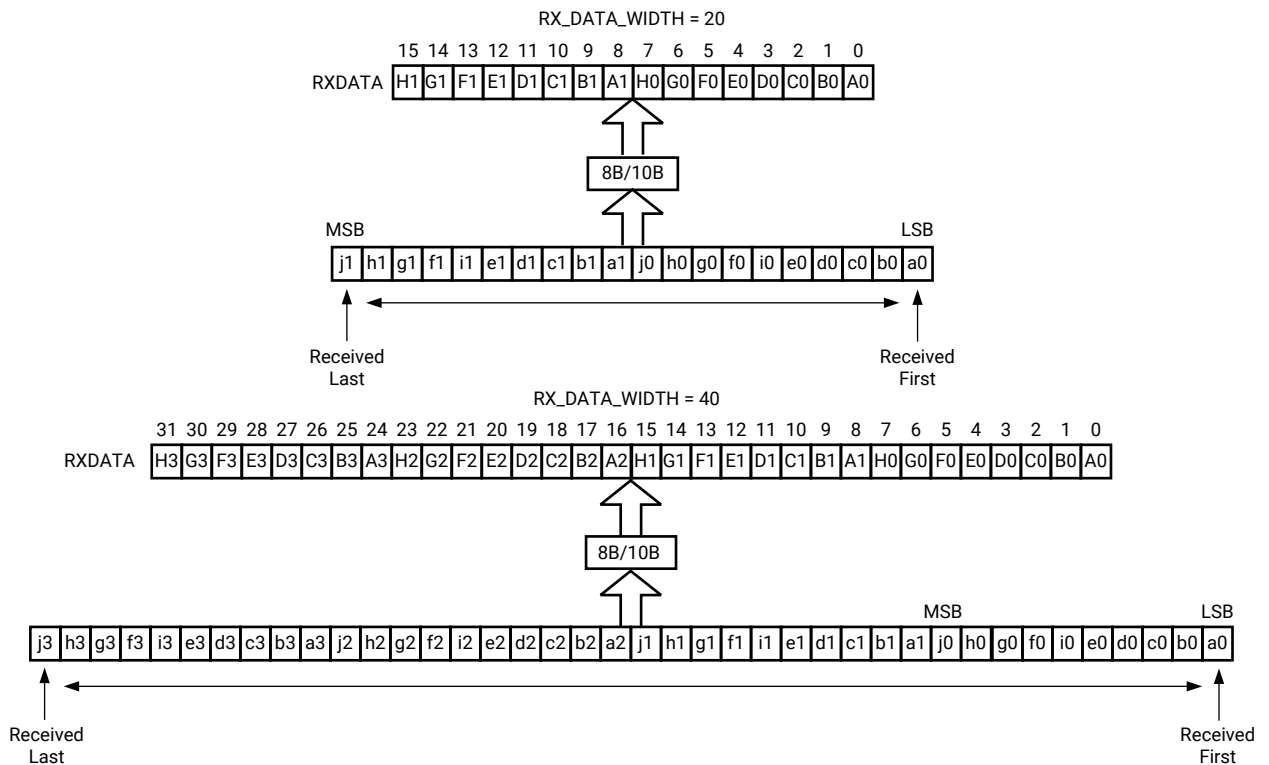 RX_DATA_WIDTH = 20
15 14 13 12 11 10 9 8 7 6 5 4 3 2 1 0
RXDATA H1 G1 F1 E1 D1 C1 B1 A1 H0 G0 F0 E0 D0 C0 B0 A0
8B/10B
MSB LSB
j1 h1 g1 f1 i1 e1 d1 c1 b1 a1 j0 h0 g0 f0 i0 e0 d0 c0 b0 a0
Received Received
Last First
RX_DATA_WIDTH = 40
31 30 29 28 27 26 25 24 23 22 21 20 19 18 17 16 15 14 13 12 11 10 9 8 7 6 5 4 3 2 1 0
RXDATA H3 G3 F3 E3 D3 C3 B3 A3 H2 G2 F2 E2 D2 C2 B2 A2 H1 G1 F1 E1 D1 C1 B1 A1 H0 G0 F0 E0 D0 C0 B0 A0
8B/10B
MSB LSB
j3 h3 g3 f3 i3 e3 d3 c3 b3 a3 j2 h2 g2 f2 i2 e2 d2 c2 b2 a2 j1 h1 g1 f1 i1 e1 d1 c1 b1 a1 j0 h0 g0 f0 i0 e0 d0 c0 b0 a0
Received Received
Last First